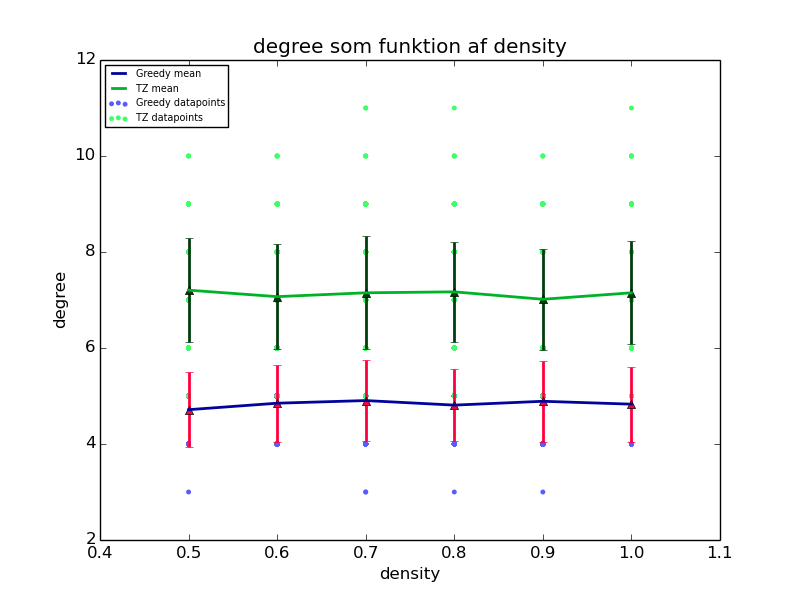 degree som funktion af density
Greedy mean
TZ mean
Greedy datapoints
TZ datapoints
12
10
8
6
4
2
degree
0.4 0.5 0.6 0.7 0.8 0.9 1.0 1.1
density